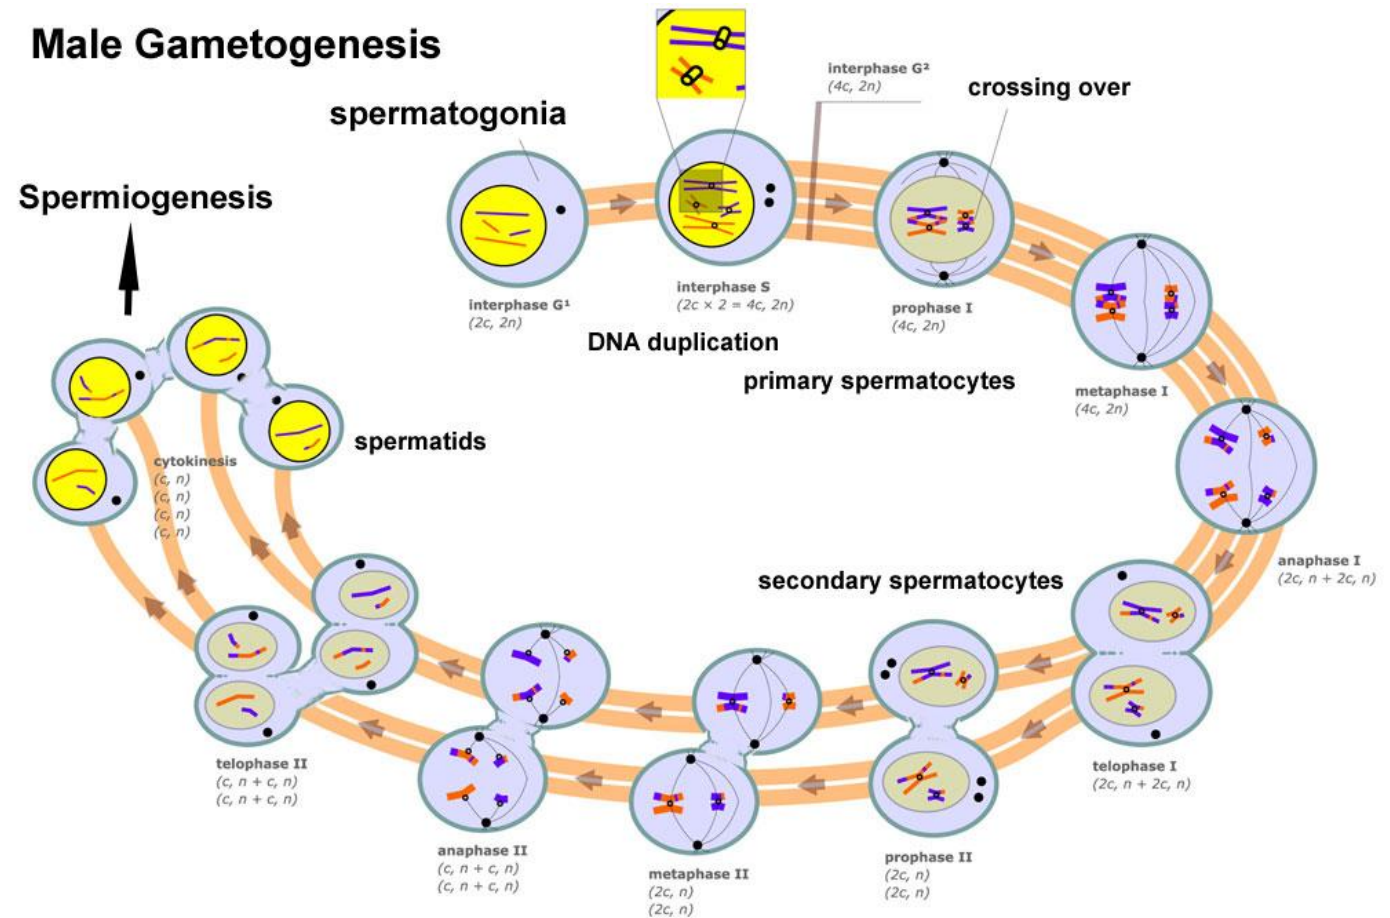 Male Gametogenesis
spermatogonia
interphase G²
(4c, 2n)
crossing over
Spermiogenesis
interphase G¹
(2c, 2n)
interphase S
(2c × 2 = 4c, 2n)
DNA duplication
prophase I
(4c, 2n)
primary spermatocytes
metaphase I
(4c, 2n)
spermatids
cytokinesis
(c, n)
(c, n)
(c, n)
(c, n)
anaphase I
(2c, n + 2c, n)
secondary spermatocytes
telophase I
(2c, n + 2c, n)
telophase II
(c, n + c, n)
(c, n + c, n)
anaphase II
(c, n + c, n)
(c, n + c, n)
metaphase II
(2c, n)
(2c, n)
prophase II
(2c, n)
(2c, n)